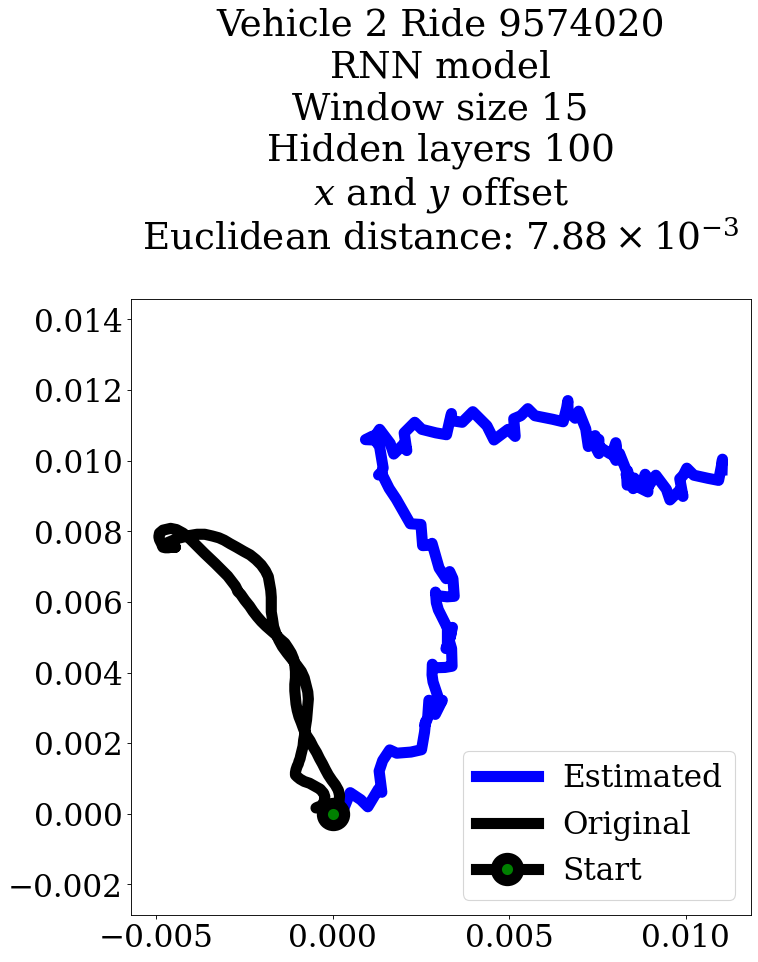 Vehicle 2 Ride 9574020
RNN model
Window size 15
Hidden layers 100
x and y offset
Euclidean distance: 7.88 × 10⁻³
0.014
0.012
0.010
0.008
0.006
0.004
0.002
0.000
−0.002
Estimated
Original
Start
−0.005 0.000 0.005 0.010